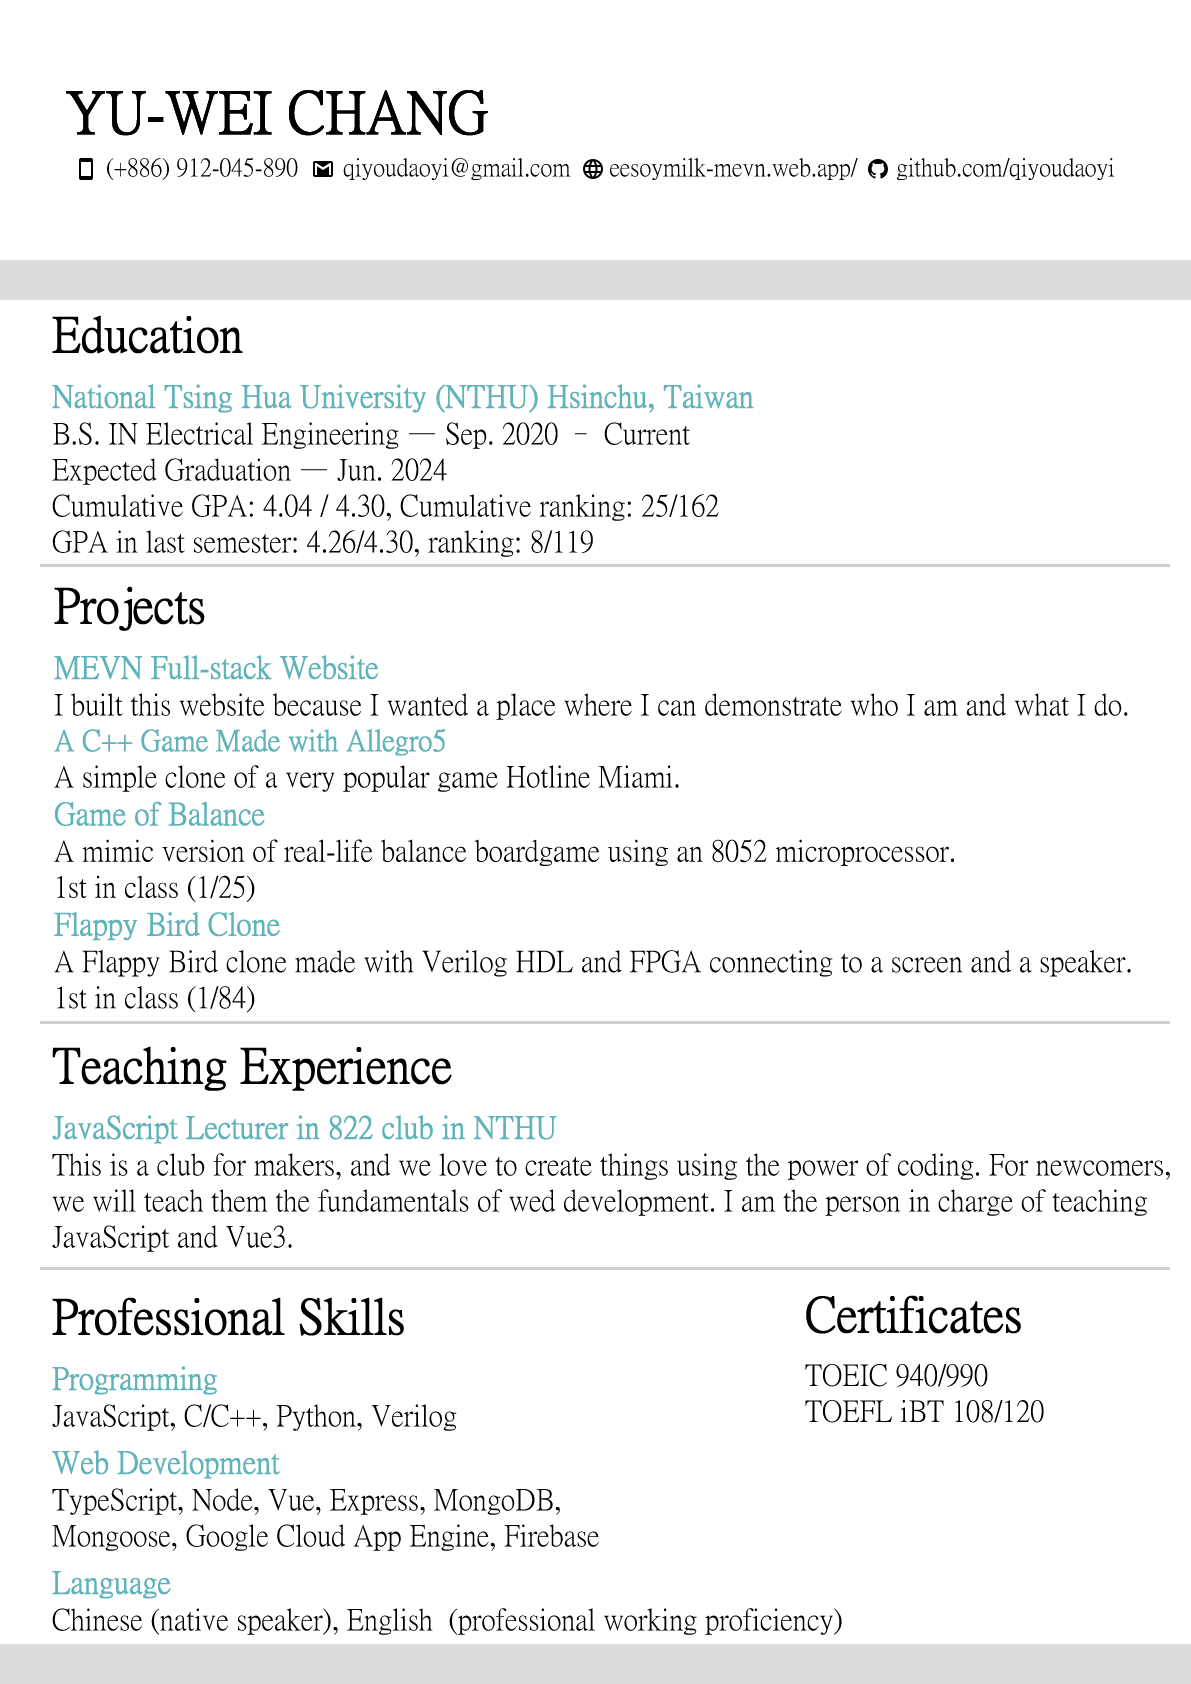 YU-WEI CHANG
(+886) 912-045-890 qiyoudaoyi@gmail.com eesoymilk-mevn.web.app/ github.com/qiyoudaoyi
Education
National Tsing Hua University (NTHU) Hsinchu, Taiwan
B.S. IN Electrical Engineering — Sep. 2020 – Current
Expected Graduation — Jun. 2024
Cumulative GPA: 4.04 / 4.30, Cumulative ranking: 25/162
GPA in last semester: 4.26/4.30, ranking: 8/119
Projects
MEVN Full-stack Website
I built this website because I wanted a place where I can demonstrate who I am and what I do.
A C++ Game Made with Allegro5
A simple clone of a very popular game Hotline Miami.
Game of Balance
A mimic version of real-life balance boardgame using an 8052 microprocessor.
1st in class (1/25)
Flappy Bird Clone
A Flappy Bird clone made with Verilog HDL and FPGA connecting to a screen and a speaker.
1st in class (1/84)
Teaching Experience
JavaScript Lecturer in 822 club in NTHU
This is a club for makers, and we love to create things using the power of coding. For newcomers,
we will teach them the fundamentals of wed development. I am the person in charge of teaching
JavaScript and Vue3.
Professional Skills
Programming
JavaScript, C/C++, Python, Verilog
Web Development
TypeScript, Node, Vue, Express, MongoDB,
Mongoose, Google Cloud App Engine, Firebase
Language
Chinese (native speaker), English (professional working proficiency)
Certificates
TOEIC 940/990
TOEFL iBT 108/120